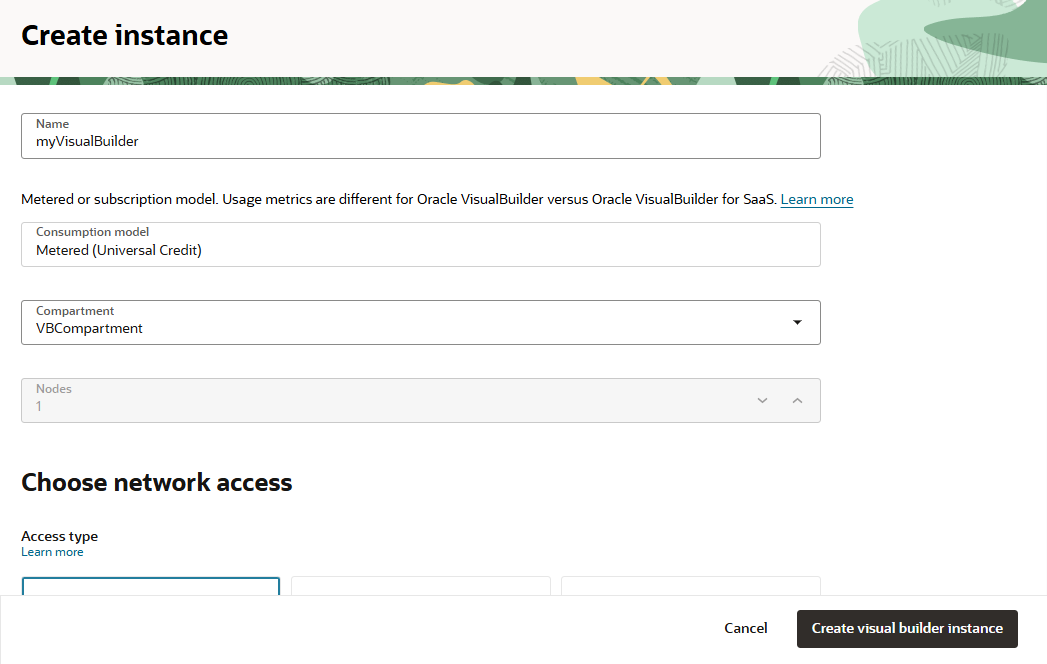 Create instance
Name
myVisualBuilder
Metered or subscription model. Usage metrics are different for Oracle VisualBuilder versus Oracle VisualBuilder for SaaS. Learn more
Consumption model
Metered (Universal Credit)
Compartment
VBCompartment
Nodes
1
Choose network access
Access type
Learn more
Cancel
Create visual builder instance